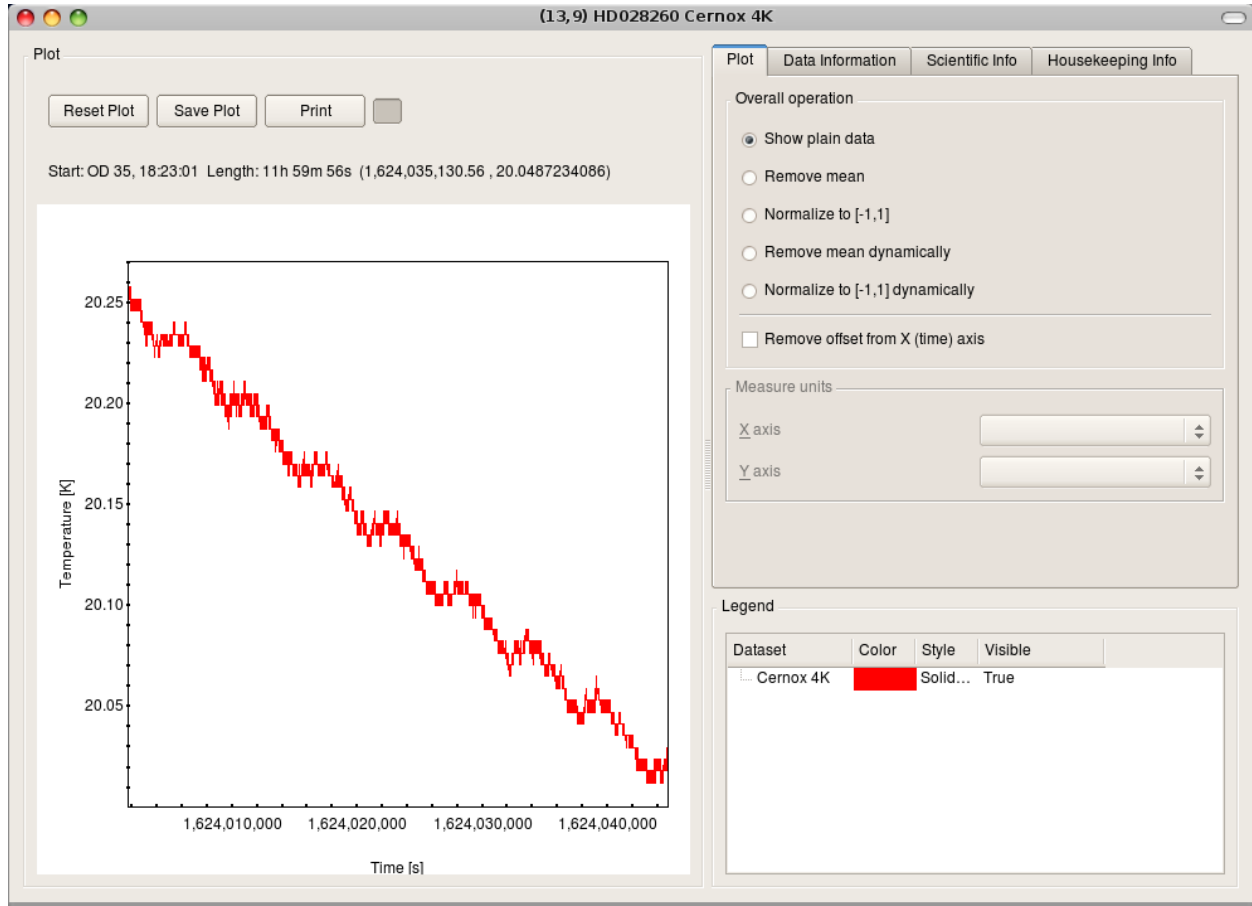 (13,9) HD028260 Cernox 4K
Plot
Reset Plot Save Plot Print
Start: OD 35, 18:23:01 Length: 11h 59m 56s (1,624,035,130.56 , 20.0487234086)
20.25
20.20
20.15
20.10
20.05
Temperature [K]
1,624,010,000 1,624,020,000 1,624,030,000 1,624,040,000
Time [s]
Plot Data Information Scientific Info Housekeeping Info
Overall operation
Show plain data
Remove mean
Normalize to [-1,1]
Remove mean dynamically
Normalize to [-1,1] dynamically
Remove offset from X (time) axis
Measure units
X axis
Y axis
Legend
Dataset Color Style Visible
Cernox 4K Solid... True